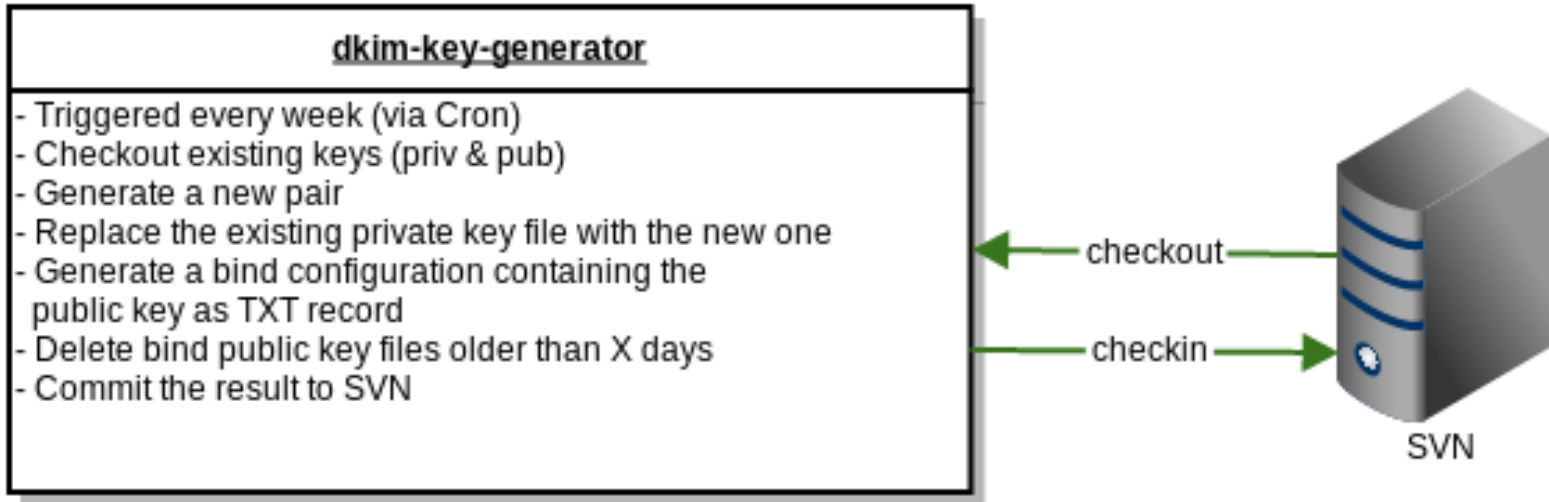 dkim-key-generator
- Triggered every week (via Cron)
- Checkout existing keys (priv & pub)
- Generate a new pair
- Replace the existing private key file with the new one
- Generate a bind configuration containing the
public key as TXT record
- Delete bind public key files older than X days
- Commit the result to SVN
checkout
checkin
SVN